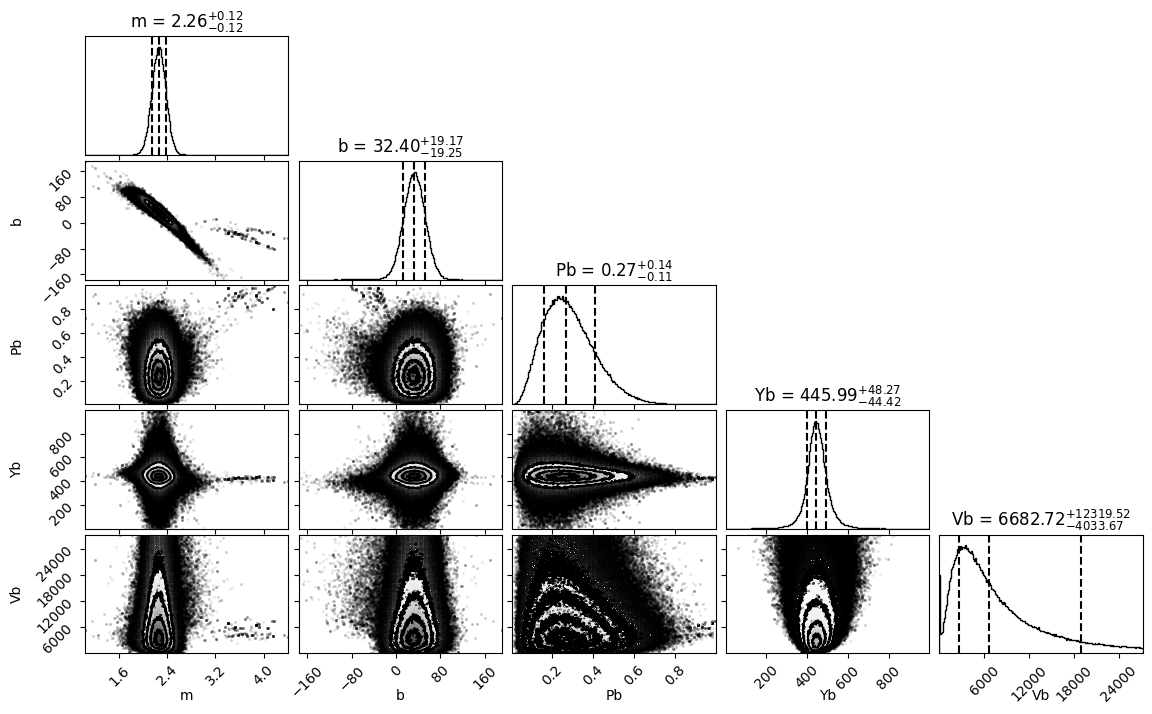 m = 2.26+0.12−0.12
b = 32.40+19.17−19.25
160
80
0
−80
−160
b
Pb = 0.27+0.14−0.11
0.8
0.6
0.4
0.2
Pb
Yb = 445.99+48.27−44.42
800
600
400
200
Yb
Vb = 6682.72+12319.52−4033.67
24000
18000
12000
6000
Vb
1.6 2.4 3.2 4.0
−160 −80 0 80 160
0.2 0.4 0.6 0.8
200 400 600 800
6000 12000 18000 24000
m b Pb Yb Vb